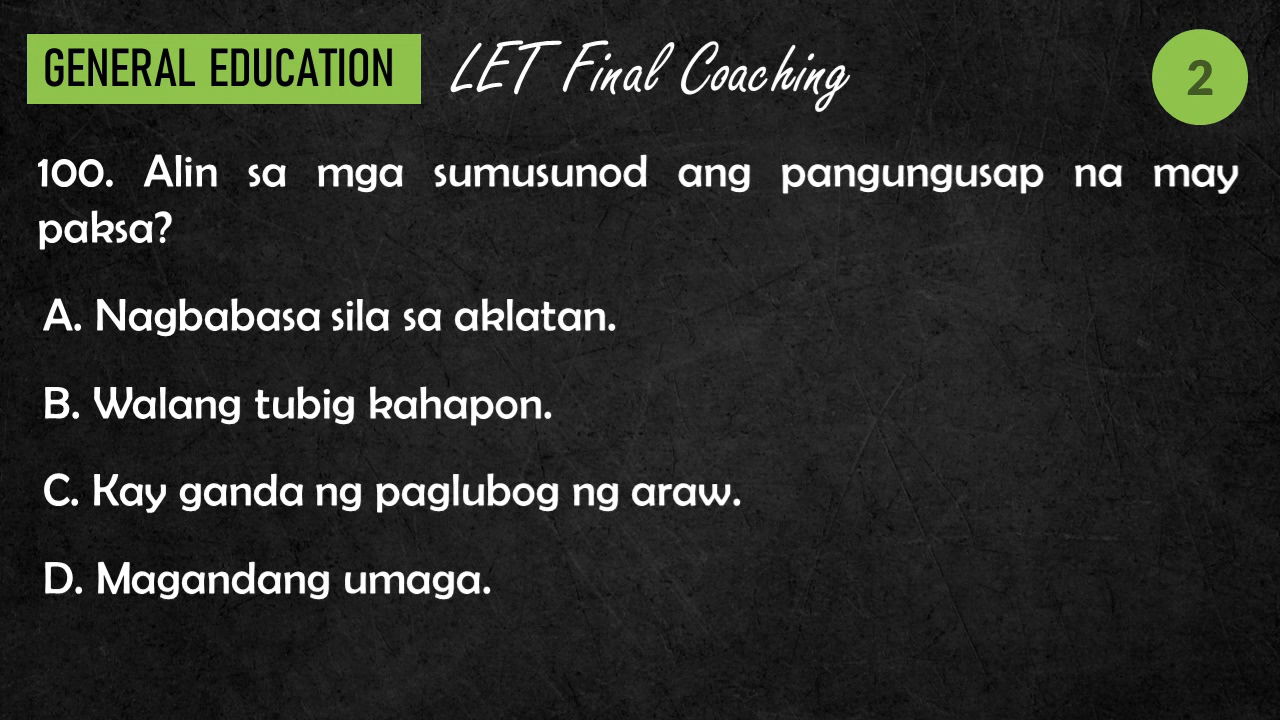 GENERAL EDUCATION LET Final Coaching 2
100. Alin sa mga sumusunod ang pangungusap na may
paksa?
A. Nagbabasa sila sa aklatan.
B. Walang tubig kahapon.
C. Kay ganda ng paglubog ng araw.
D. Magandang umaga.